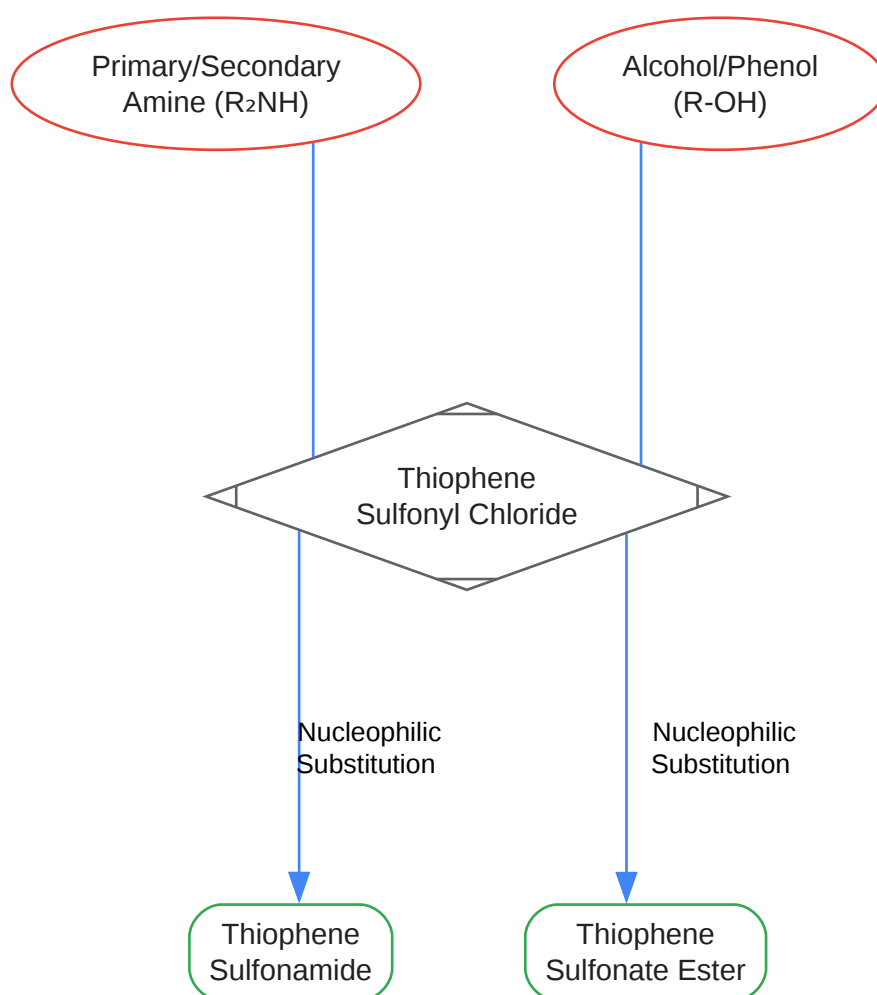 Primary/Secondary
Amine (R₂NH)
Alcohol/Phenol
(R-OH)
Thiophene
Sulfonyl Chloride
Nucleophilic
Substitution
Nucleophilic
Substitution
Thiophene
Sulfonamide
Thiophene
Sulfonate Ester